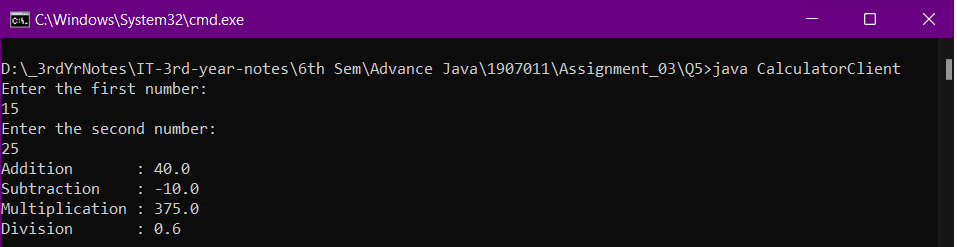 C:\Windows\System32\cmd.exe
D:\_3rdYrNotes\IT-3rd-year-notes\6th Sem\Advance Java\1907011\Assignment_03\Q5>java CalculatorClient
Enter the first number:
15
Enter the second number:
25
Addition       : 40.0
Subtraction    : -10.0
Multiplication : 375.0
Division       : 0.6